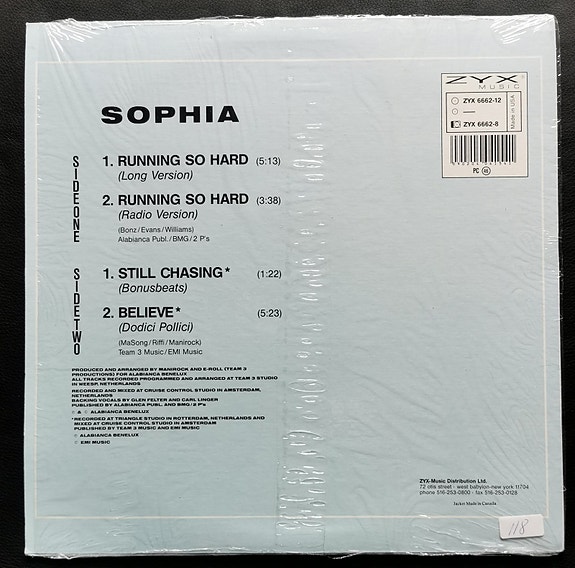 SOPHIA
SIDE ONE
1. RUNNING SO HARD (5:13)
(Long Version)
2. RUNNING SO HARD (3:38)
(Radio Version)
(Bonz/Evans/Williams)
Alabianca Publ./BMG/2 P's
SIDE TWO
1. STILL CHASING* (1:22)
(Bonusbeats)
2. BELIEVE* (5:23)
(Dodici Pollici)
(MaSong/Riffi/Manirock)
Team 3 Music/EMI Music
PRODUCED AND ARRANGED BY MANIROCK AND E-ROLL (TEAM 3
PRODUCTIONS) FOR ALABIANCA BENELUX
ALL TRACKS RECORDED PROGRAMMED AND ARRANGED AT TEAM 3 STUDIO
IN WEESP, NETHERLANDS
RECORDED AND MIXED AT CRUISE CONTROL STUDIO IN AMSTERDAM,
NETHERLANDS
BACKING VOCALS BY GLEN FELTER AND CARL LINGER
PUBLISHED BY ALABIANCA PUBL. AND BMG/2 P's
℗ & © ALABIANCA BENELUX
*RECORDED AT TRIANGLE STUDIO IN ROTTERDAM, NETHERLANDS AND
MIXED AT CRUISE CONTROL STUDIO IN AMSTERDAM
PUBLISHED BY TEAM 3 MUSIC AND EMI MUSIC
℗ ALABIANCA BENELUX
© EMI MUSIC
ZYX
MUSIC
ZYX 6662-12
ZYX 6662-8
Made in USA
PC 48
ZYX-Music Distribution Ltd.
72 otis street · west babylon-new york 11704
phone 516-253-0800 · fax 516-253-0128
Jacket Made in Canada
118